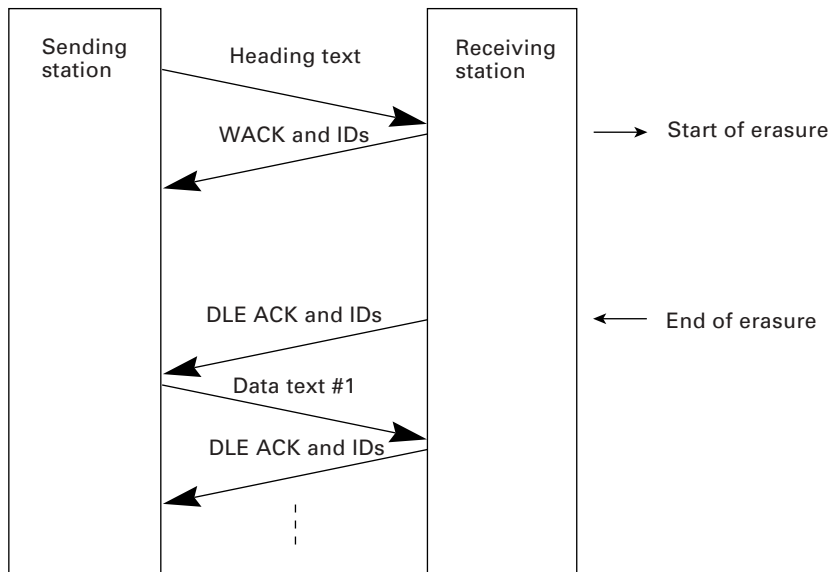 Sending
station
Heading text
Receiving
station
WACK and IDs
Start of erasure
DLE ACK and IDs
End of erasure
Data text #1
DLE ACK and IDs